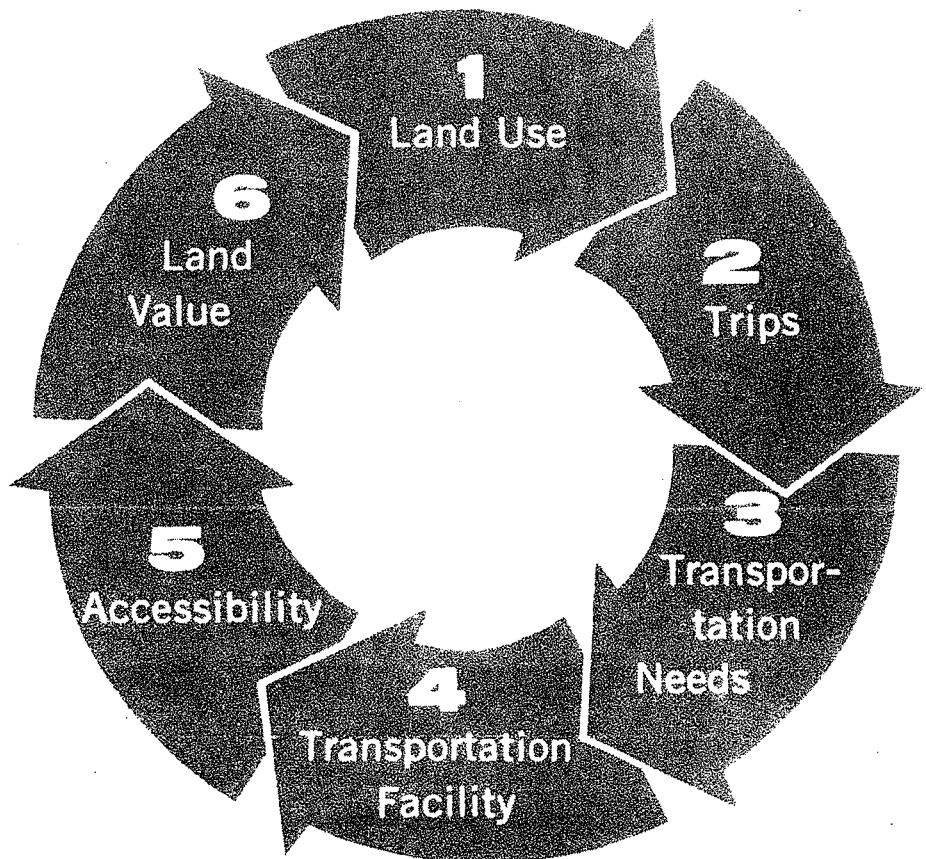 1
Land Use
2
Trips
3
Transpor-
tation
Needs
4
Transportation
Facility
5
Accessibility
6
Land
Value